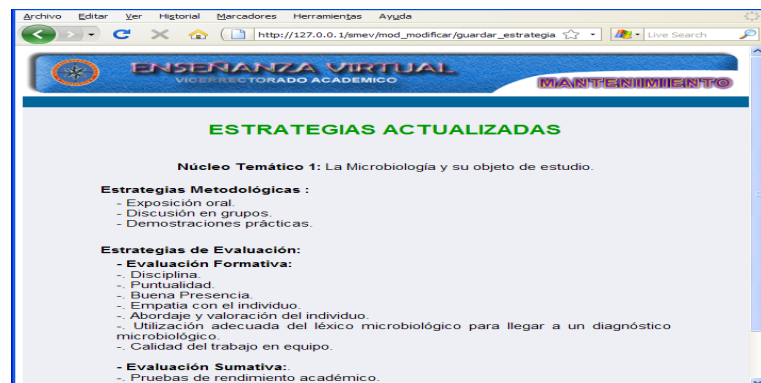 Archivo Editar Ver Historial Marcadores Herramientas Ayuda
http://127.0.0.1/smev/mod_modificar/guardar_estrategia Live Search
ENSEÑANZA VIRTUAL
VICERRECTORADO ACADEMICO
MANTENIMIENTO
ESTRATEGIAS ACTUALIZADAS
Núcleo Temático 1: La Microbiología y su objeto de estudio.
Estrategias Metodológicas :
- Exposición oral.
- Discusión en grupos.
- Demostraciones prácticas.
Estrategias de Evaluación:
- Evaluación Formativa:
-. Disciplina.
-. Puntualidad.
-. Buena Presencia.
-. Empatia con el individuo.
-. Abordaje y valoración del individuo.
-. Utilización adecuada del léxico microbiológico para llegar a un diagnóstico
microbiológico.
-. Calidad del trabajo en equipo.
- Evaluación Sumativa:.
-. Pruebas de rendimiento académico.